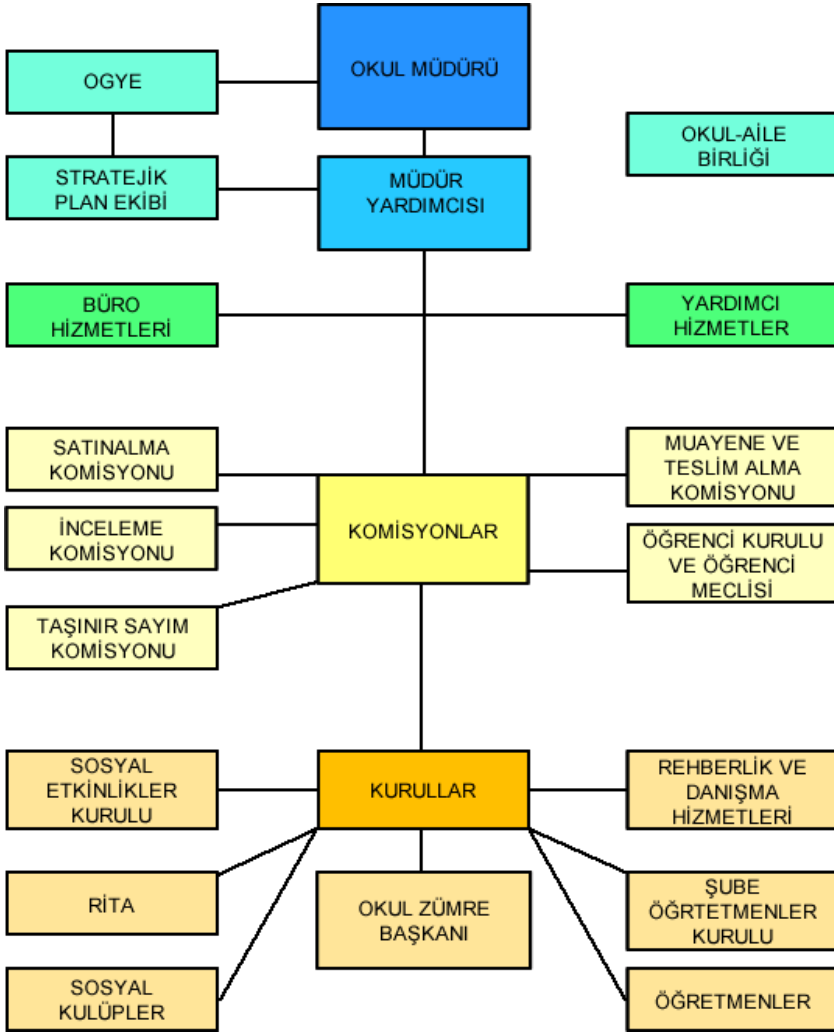 OKUL MÜDÜRÜ
OGYE
OKUL-AİLE
BİRLİĞİ
STRATEJİK
PLAN EKİBİ
MÜDÜR
YARDIMCISI
BÜRO
HİZMETLERİ
YARDIMCI
HİZMETLER
SATINALMA
KOMİSYONU
MUAYENE VE
TESLİM ALMA
KOMİSYONU
İNCELEME
KOMİSYONU
KOMİSYONLAR
ÖĞRENCİ KURULU
VE ÖĞRENCİ
MECLİSİ
TAŞINIR SAYIM
KOMİSYONU
SOSYAL
ETKİNLİKLER
KURULU
KURULLAR
REHBERLİK VE
DANIŞMA
HİZMETLERİ
RİTA
OKUL ZÜMRE
BAŞKANI
ŞUBE
ÖĞRTETMENLER
KURULU
SOSYAL
KULÜPLER
ÖĞRETMENLER